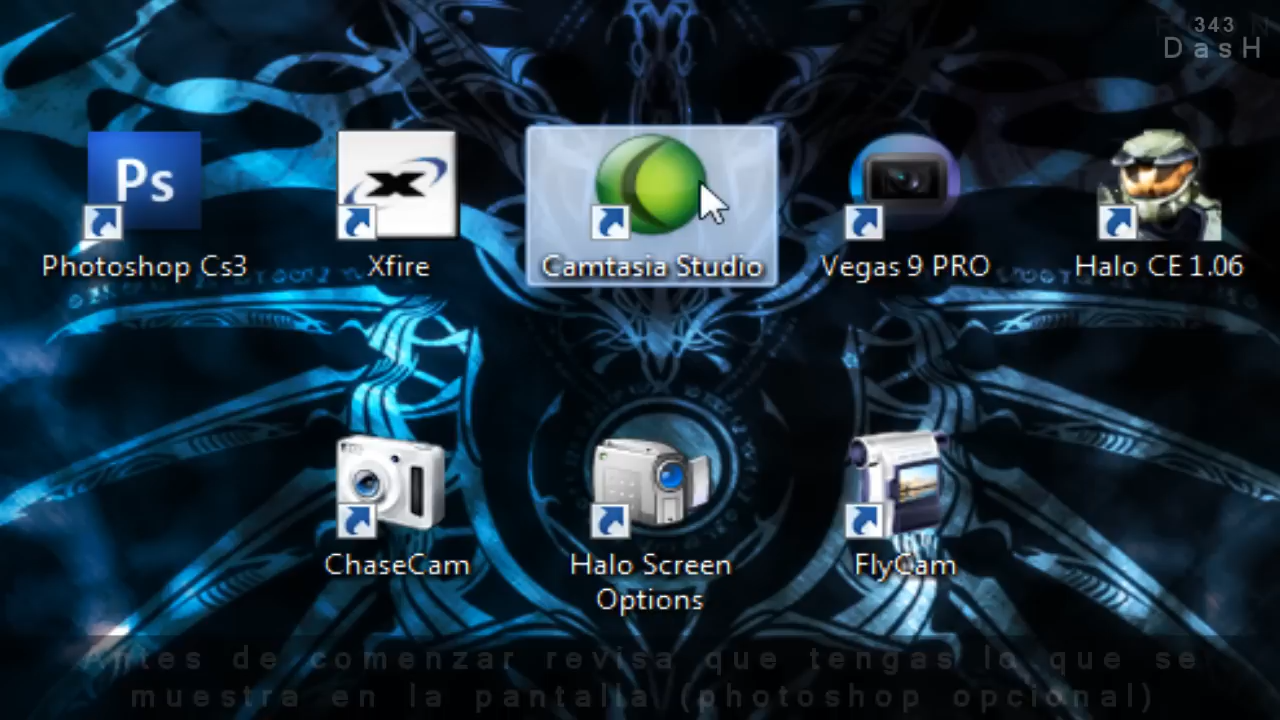 343
DasH
Ps
X
Photoshop Cs3
Xfire
Camtasia Studio
Vegas 9 PRO
Halo CE 1.06
ChaseCam
Halo Screen
Options
FlyCam
Antes de comenzar revisa que tengas lo que se
muestra en la pantalla (photoshop opcional)